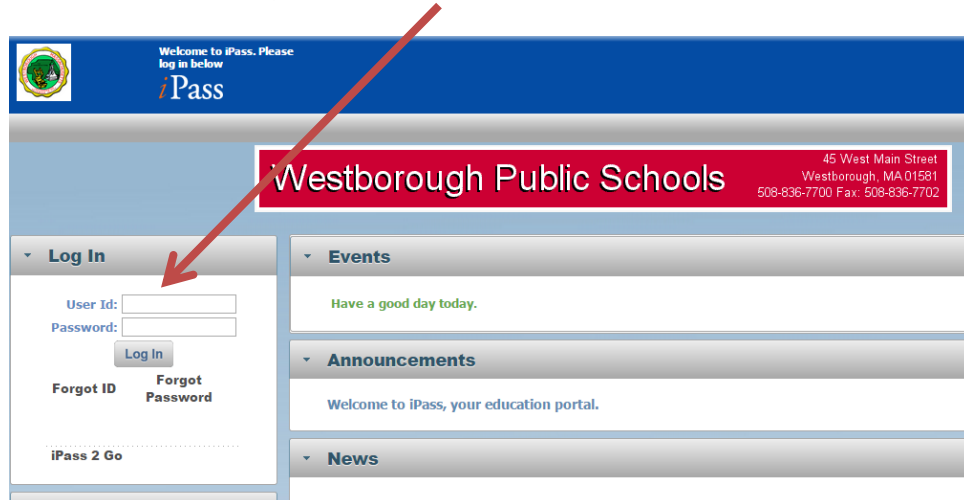 Welcome to iPass. Please
log in below
iPass
Westborough Public Schools
45 West Main Street
Westborough, MA 01581
508-836-7700 Fax: 508-836-7702
Log In
User Id:
Password:
Log In
Forgot ID
Forgot
Password
iPass 2 Go
Events
Have a good day today.
Announcements
Welcome to iPass, your education portal.
News